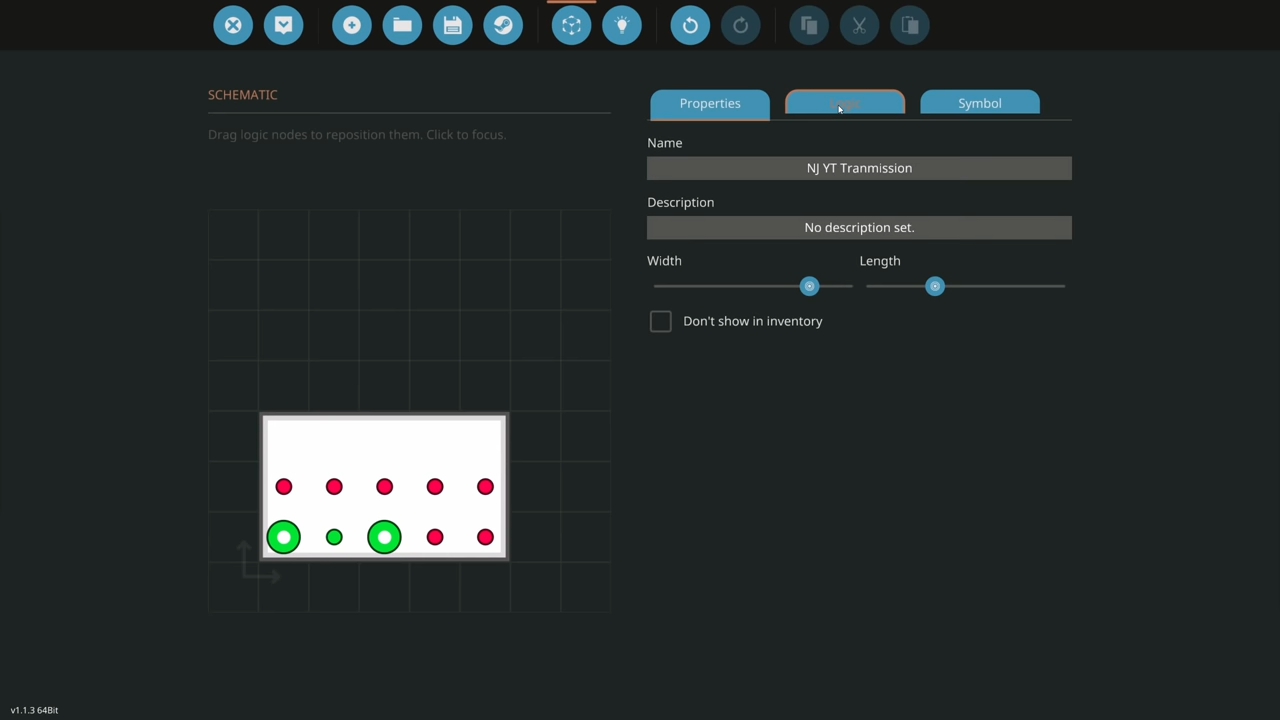 SCHEMATIC
Drag logic nodes to reposition them. Click to focus.
Properties
Symbol
Name
NJ YT Tranmission
Description
No description set.
Width
Length
Don't show in inventory
v1.1.3 64Bit